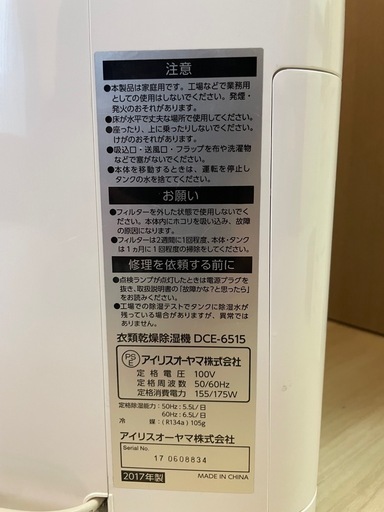 注意
●本製品は家庭用です。工場などで業務用
としての使用はしないでください。発煙・
発火のおそれがあります。
●床が水平で丈夫な場所で使用してください。
●座ったり、上に乗ったりしないでください。
けがのおそれがあります。
●吸込口・送風口・フラップを布や洗濯物
などで塞がないでください。
●本体を移動するときは、運転を停止し
タンクの水を捨ててください。
お願い
●フィルターを外した状態で使用しないで
ください。本体内にホコリを吸い込み、故障
の原因になります。
●フィルターは2週間に1回程度、本体・タンク
は1ヵ月に1回程度の掃除をしてください。
修理を依頼する前に
●点検ランプが点灯したときは電源プラグを
抜き、取扱説明書の「故障かな?と思ったら」
をお読みください。
●工場での除湿テストでタンクに除湿水が
残っている場合がありますが、異常では
ありません。
衣類乾燥除湿機 DCE-6515
PS
E
アイリスオーヤマ株式会社
定格電圧:100V
定格周波数:50/60Hz
定格消費電力:155/175W
定格除湿能力:50Hz:5.5L/日
60Hz:6.5L/日
冷媒:(R134a) 105g
アイリスオーヤマ株式会社
Serial No.
17 0608834
2017年製
MADE IN CHINA